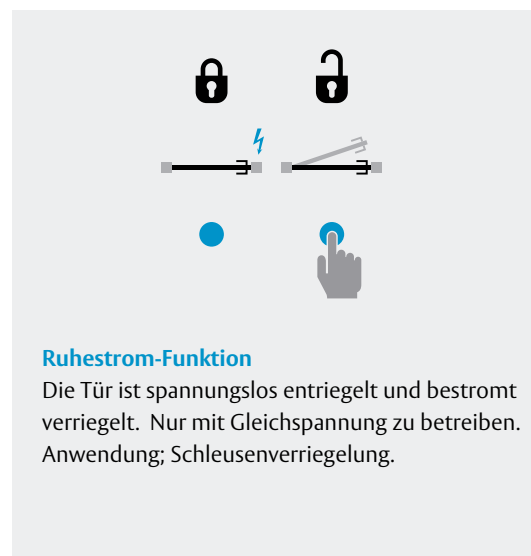 Ruhestrom-Funktion
Die Tür ist spannungslos entriegelt und bestromt
verriegelt. Nur mit Gleichspannung zu betreiben.
Anwendung; Schleusenverriegelung.